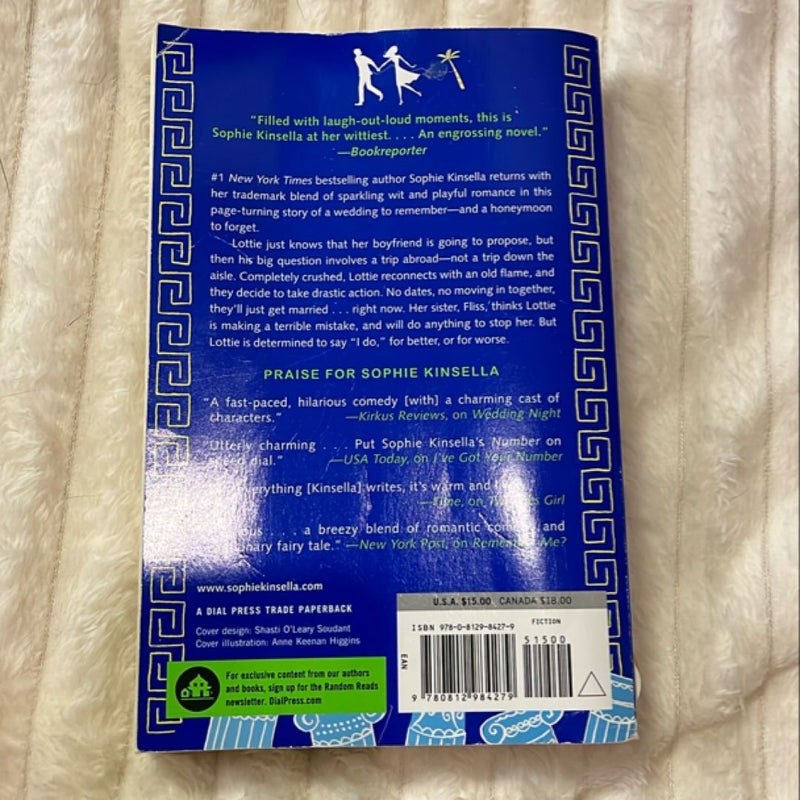 "Filled with laugh-out-loud moments, this is
Sophie Kinsella at her wittiest. . . . An engrossing novel."
—Bookreporter
#1 New York Times bestselling author Sophie Kinsella returns with
her trademark blend of sparkling wit and playful romance in this
page-turning story of a wedding to remember—and a honeymoon
to forget.
Lottie just knows that her boyfriend is going to propose, but
then his big question involves a trip abroad—not a trip down the
aisle. Completely crushed, Lottie reconnects with an old flame, and
they decide to take drastic action. No dates, no moving in together,
they'll just get married . . . right now. Her sister, Fliss, thinks Lottie
is making a terrible mistake, and will do anything to stop her. But
Lottie is determined to say "I do," for better, or for worse.
PRAISE FOR SOPHIE KINSELLA
"A fast-paced, hilarious comedy [with] a charming cast of
characters." —Kirkus Reviews, on Wedding Night
"Utterly charming . . . Put Sophie Kinsella's Number on
speed dial." —USA Today, on I've Got Your Number
everything [Kinsella] writes, it's warm and
—Time, on Girl
. . . a breezy blend of romantic comedy and
fairy tale." —New York Post, on Remember Me?
www.sophiekinsella.com
A DIAL PRESS TRADE PAPERBACK
Cover design: Shasti O'Leary Soudant
Cover illustration: Anne Keenan Higgins
For exclusive content from our authors
and books, sign up for the Random Reads
newsletter. DialPress.com
U.S.A. $15.00 CANADA $18.00
FICTION
ISBN 978-0-8129-8427-9
51500
EAN
9 780812 984279